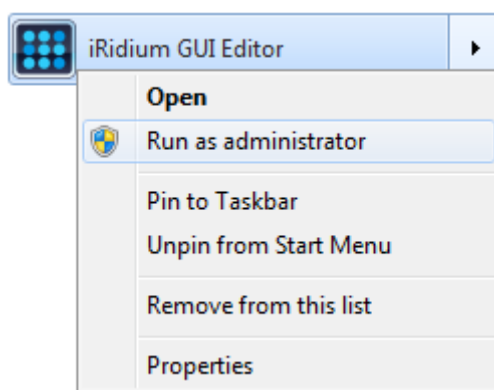 iRidium GUI Editor
Open
Run as administrator
Pin to Taskbar
Unpin from Start Menu
Remove from this list
Properties